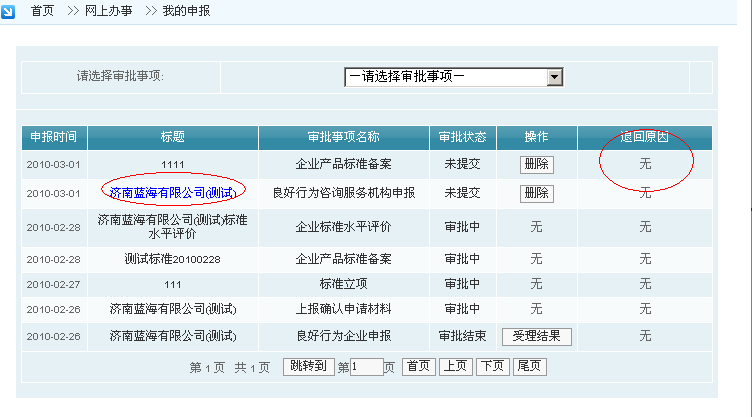 首页 >> 网上办事 >> 我的申报
请选择审批事项: 一请选择审批事项一
申报时间 标题 审批事项名称 审批状态 操作 退回原因
2010-03-01 1111 企业产品标准备案 未提交 删除 无
2010-03-01 济南蓝海有限公司(测试) 良好行为咨询服务机构申报 未提交 删除 无
2010-02-28 济南蓝海有限公司(测试)标准 企业标准水平评价 审批中 无 无
水平评价
2010-02-28 测试标准20100228 企业产品标准备案 审批中 无 无
2010-02-27 111 标准立项 审批中 无 无
2010-02-26 济南蓝海有限公司(测试) 上报确认申请材料 审批中 无 无
2010-02-26 济南蓝海有限公司(测试) 良好行为企业申报 审批结束 受理结果 无
第 1 页 共 1 页 跳转到 第1页 首页 上页 下页 尾页